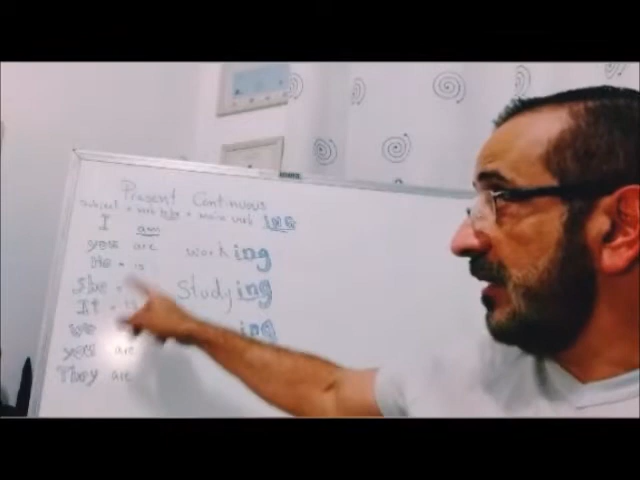 Present Continuous
Subject + verb to be + main verb ing
I am
you are working
He - is
She - Studying
It -
we ing
you are
They are